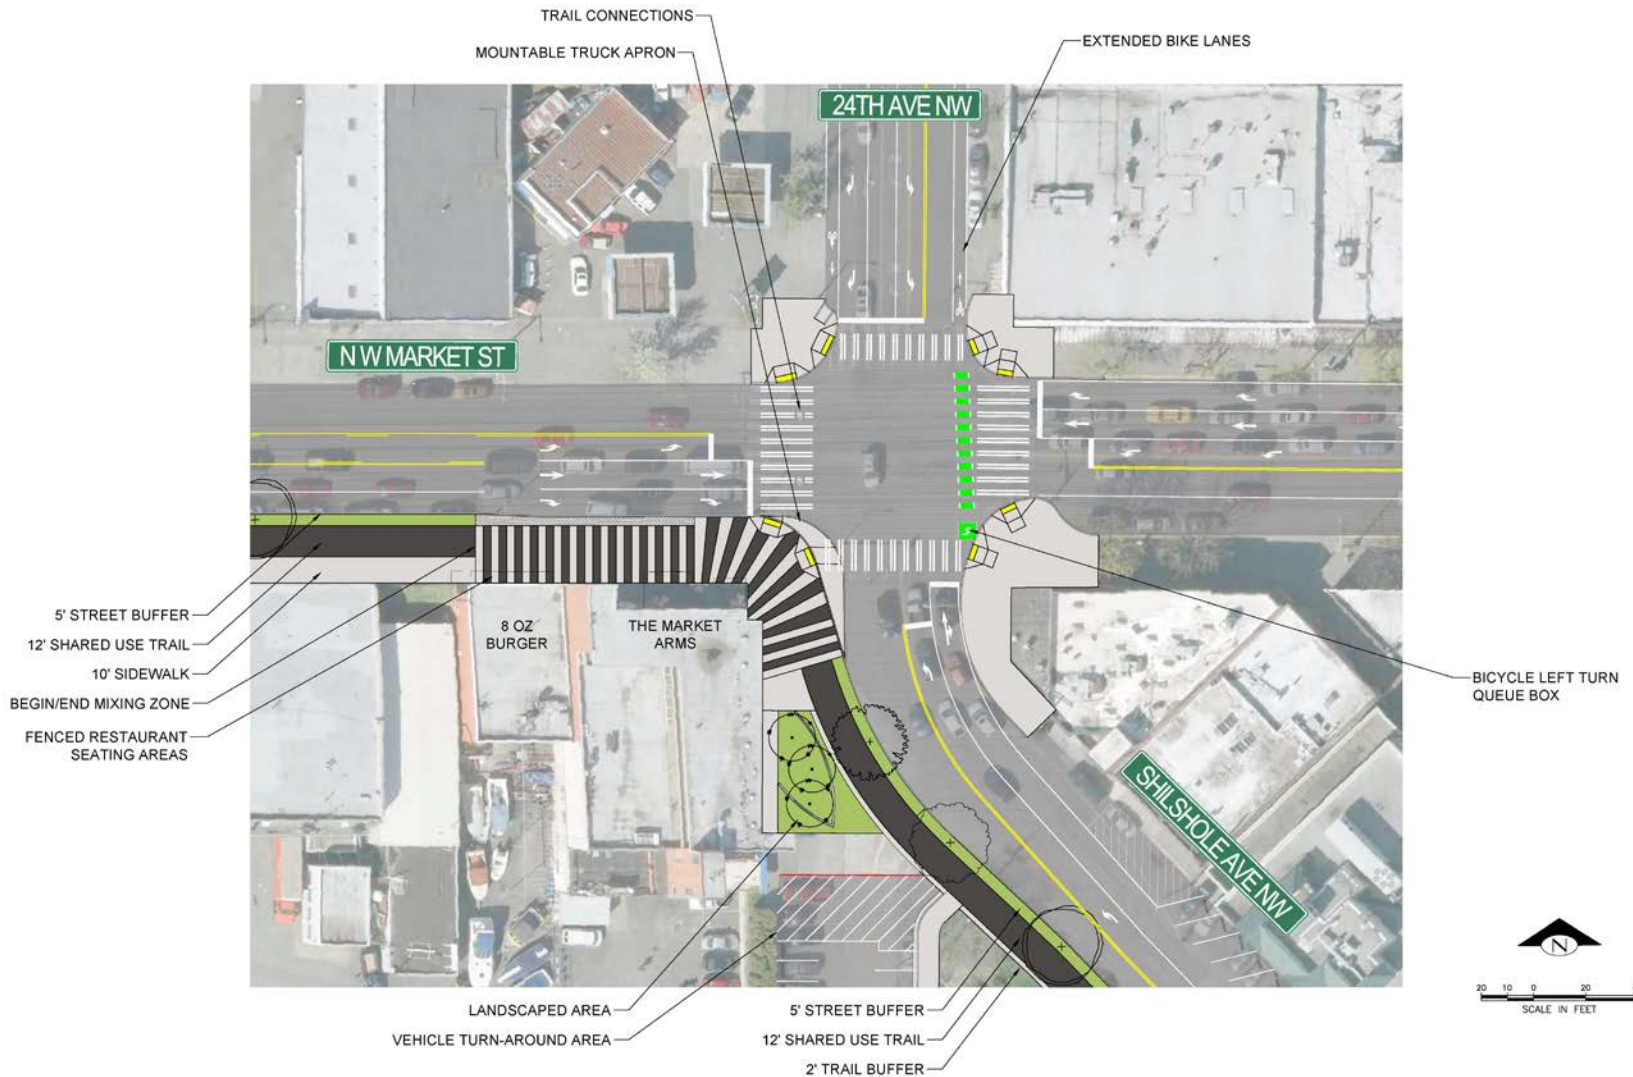 TRAIL CONNECTIONS
MOUNTABLE TRUCK APRON
EXTENDED BIKE LANES
24TH AVE NW
N W MARKET ST
5' STREET BUFFER
12' SHARED USE TRAIL
10' SIDEWALK
BEGIN/END MIXING ZONE
FENCED RESTAURANT
SEATING AREAS
8 OZ
BURGER
THE MARKET
ARMS
BICYCLE LEFT TURN
QUEUE BOX
SHILSHOLE AVE NW
LANDSCAPED AREA
VEHICLE TURN-AROUND AREA
5' STREET BUFFER
12' SHARED USE TRAIL
2' TRAIL BUFFER
N
20 10 0 20
SCALE IN FEET